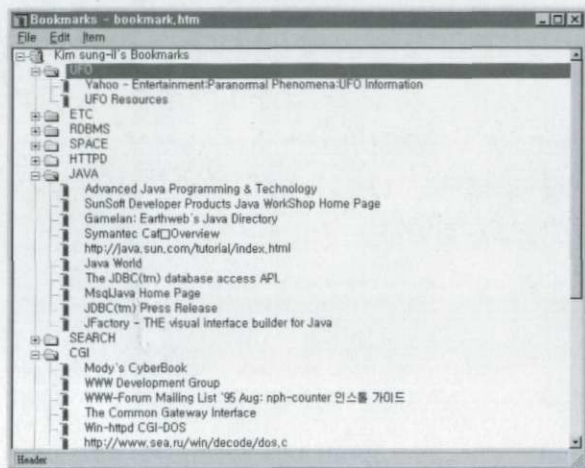 Bookmarks - bookmark.htm
File Edit Item
Kim sung-il's Bookmarks
UFO
Yahoo - Entertainment:Paranormal Phenomena:UFO Information
UFO Resources
ETC
RDBMS
SPACE
HTTPD
JAVA
Advanced Java Programming & Technology
SunSoft Developer Products Java WorkShop Home Page
Gamelan: Earthweb's Java Directory
Symantec Caf□Overview
http://java.sun.com/tutorial/index.html
Java World
The JDBC(tm) database access API.
MsqlJava Home Page
JDBC(tm) Press Release
JFactory - THE visual interface builder for Java
SEARCH
CGI
Mody's CyberBook
WWW Development Group
WWW-Forum Mailing List '95 Aug: nph-counter 인스톨 가이드
The Common Gateway Interface
Win-httpd CGI-DOS
http://www.sea.ru/win/decode/dos.c
Header